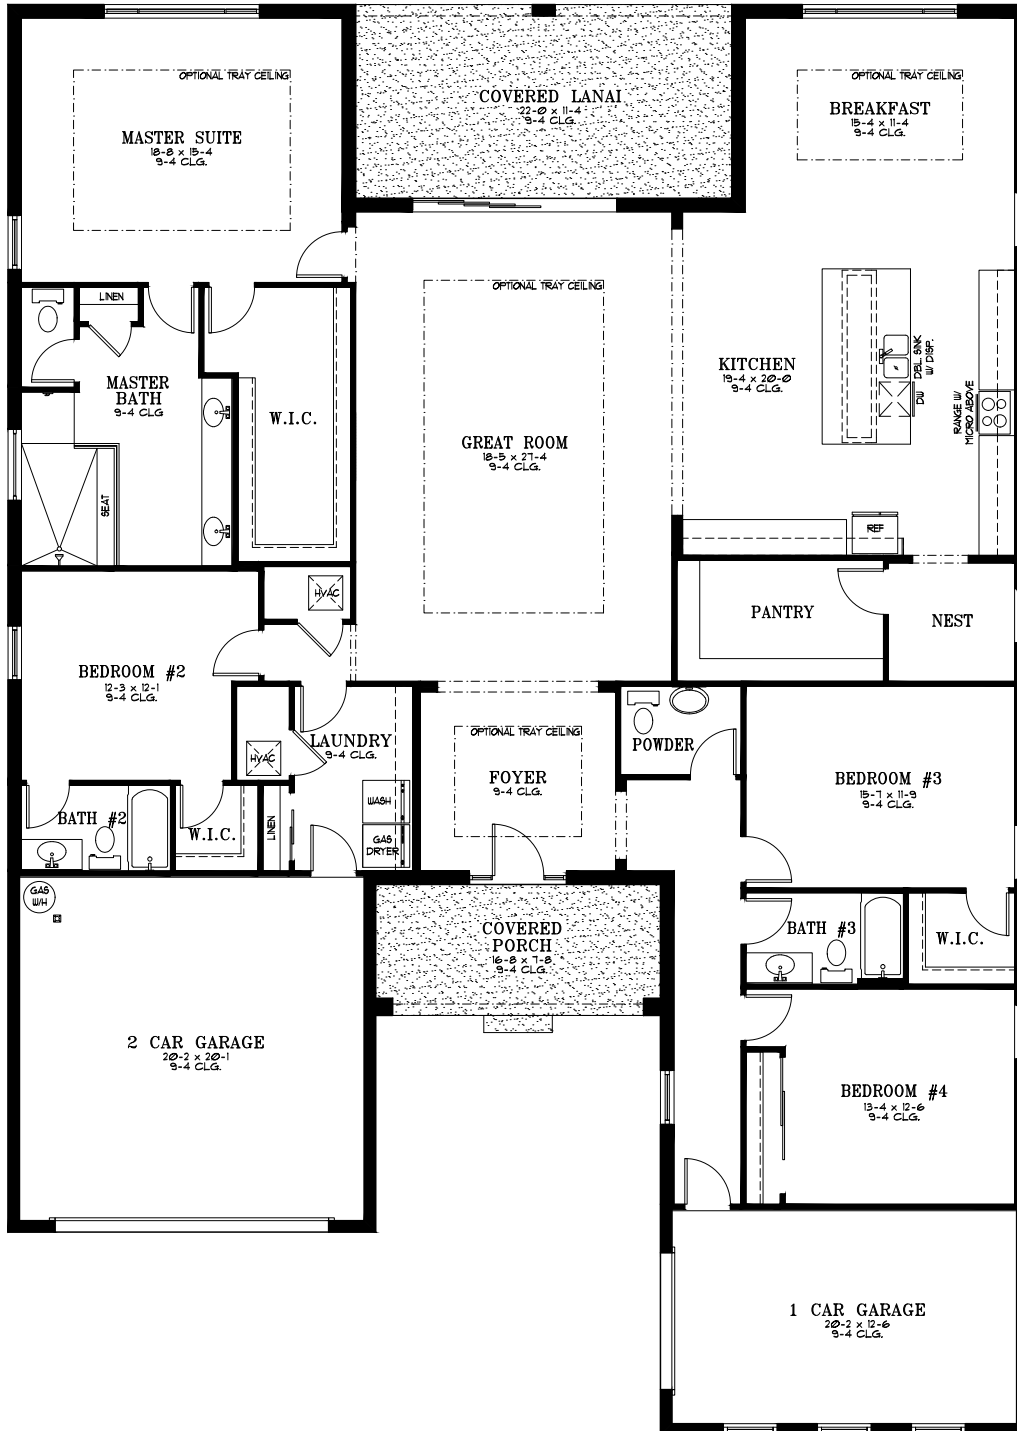 OPTIONAL TRAY CEILING
MASTER SUITE
18-8 x 15-4
9-4 CLG.
COVERED LANAI
22-0 x 11-4
9-4 CLG.
OPTIONAL TRAY CEILING
BREAKFAST
15-4 x 11-4
9-4 CLG.
LINEN
MASTER
BATH
9-4 CLG
W.I.C.
SEAT
OPTIONAL TRAY CEILING
GREAT ROOM
18-5 x 27-4
9-4 CLG.
KITCHEN
19-4 x 20-0
9-4 CLG.
DBL. SINK
W/ DISP.
DW
RANGE W/
MICRO ABOVE
REF
PANTRY
NEST
HVAC
BEDROOM #2
12-3 x 12-1
9-4 CLG.
HVAC
LAUNDRY
9-4 CLG.
WASH
GAS
DRYER
LINEN
BATH #2
W.I.C.
OPTIONAL TRAY CEILING
FOYER
9-4 CLG.
POWDER
BEDROOM #3
15-7 x 11-9
9-4 CLG.
GAS
W/H
COVERED
PORCH
16-8 x 7-8
9-4 CLG.
BATH #3
W.I.C.
2 CAR GARAGE
20-2 x 20-1
9-4 CLG.
BEDROOM #4
13-4 x 12-6
9-4 CLG.
1 CAR GARAGE
20-2 x 12-6
9-4 CLG.